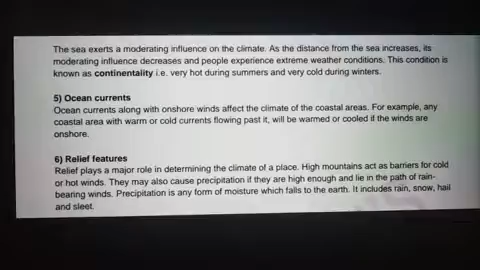 The sea exerts a moderating influence on the climate. As the distance from the sea increases, its
moderating influence decreases and people experience extreme weather conditions. This condition is
known as continentality i.e. very hot during summers and very cold during winters.
5) Ocean currents
Ocean currents along with onshore winds affect the climate of the coastal areas. For example, any
coastal area with warm or cold currents flowing past it, will be warmed or cooled if the winds are
onshore.
6) Relief features
Relief plays a major role in determining the climate of a place. High mountains act as barriers for cold
or hot winds. They may also cause precipitation if they are high enough and lie in the path of rain-
bearing winds. Precipitation is any form of moisture which falls to the earth. It includes rain, snow, hail
and sleet.